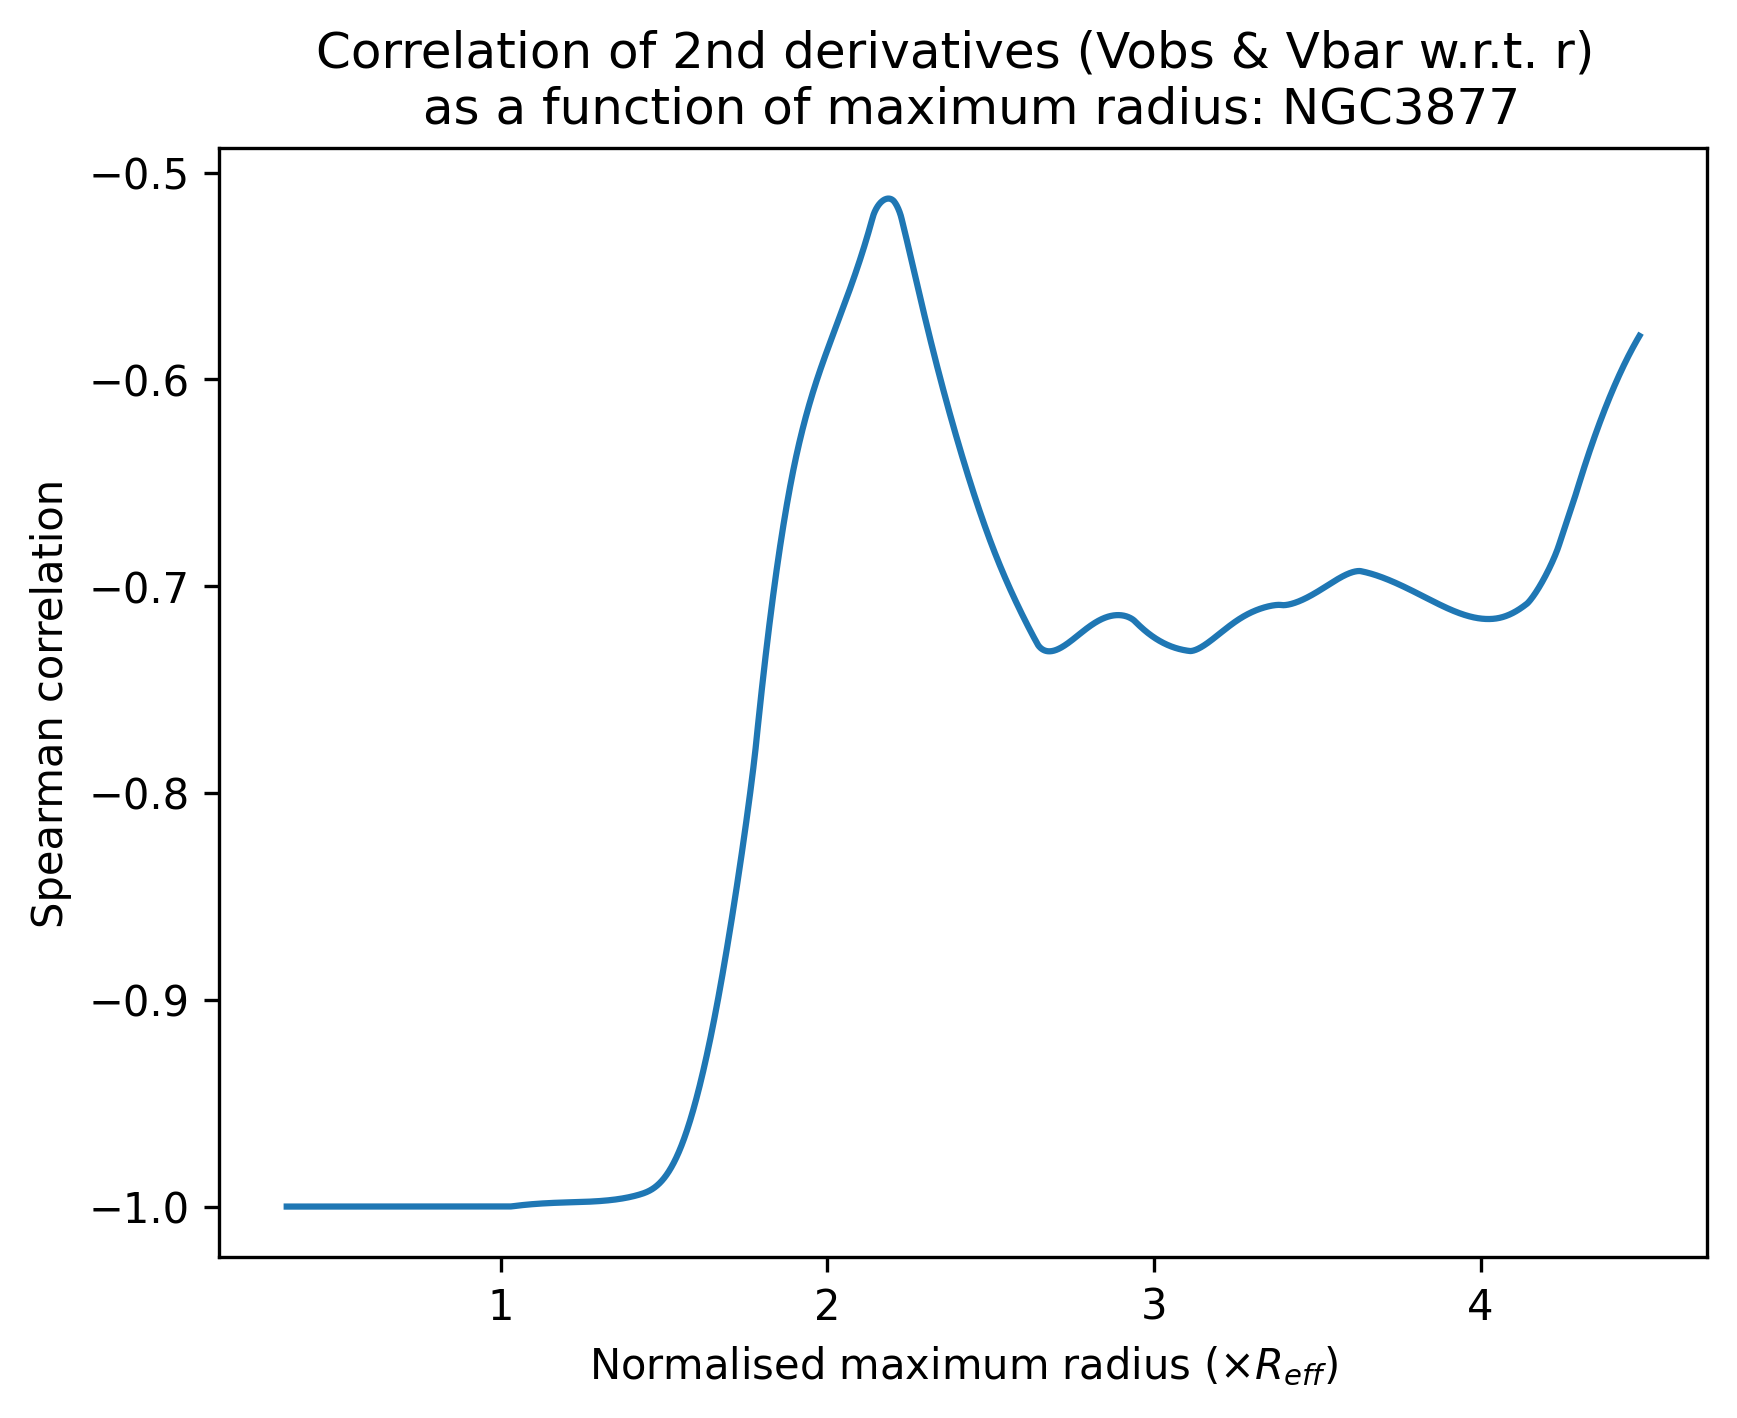 Correlation of 2nd derivatives (Vobs & Vbar w.r.t. r)
as a function of maximum radius: NGC3877
−0.5
−0.6
−0.7
−0.8
−0.9
−1.0
Spearman correlation
1 2 3 4
Normalised maximum radius (×R_eff)